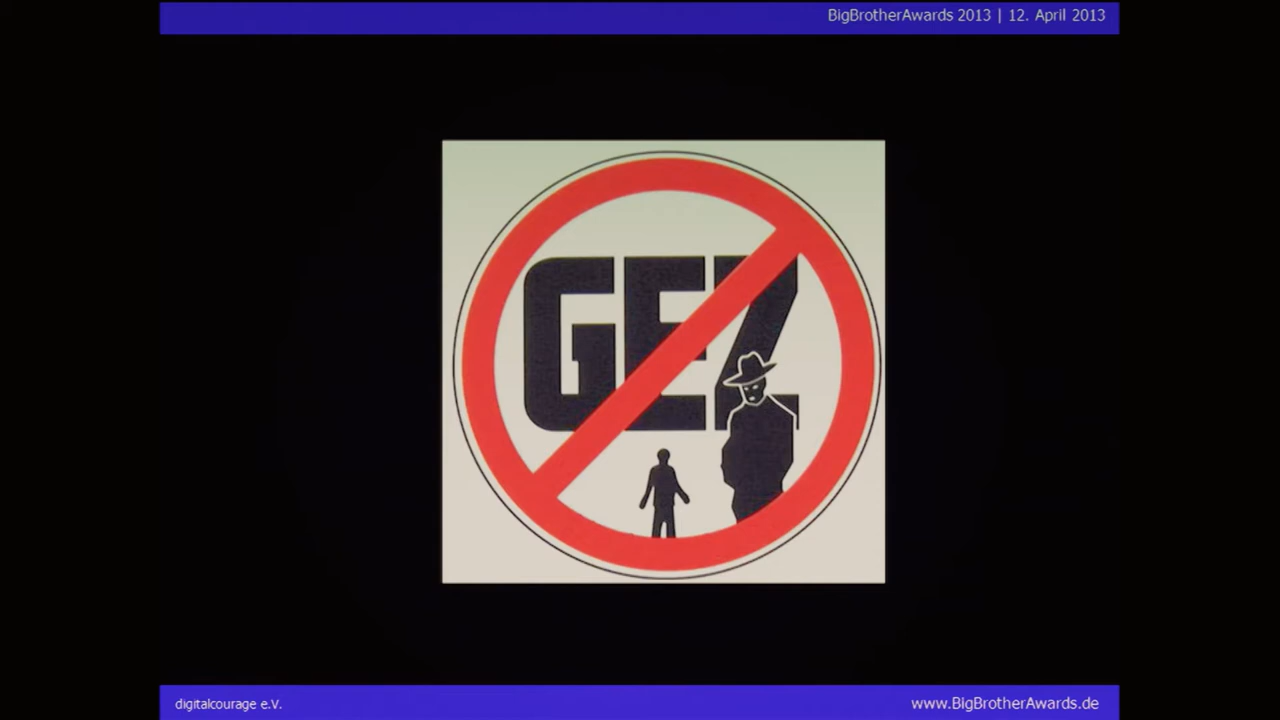 BigBrotherAwards 2013 | 12. April 2013
GEZ
digitalcourage e.V.
www.BigBrotherAwards.de